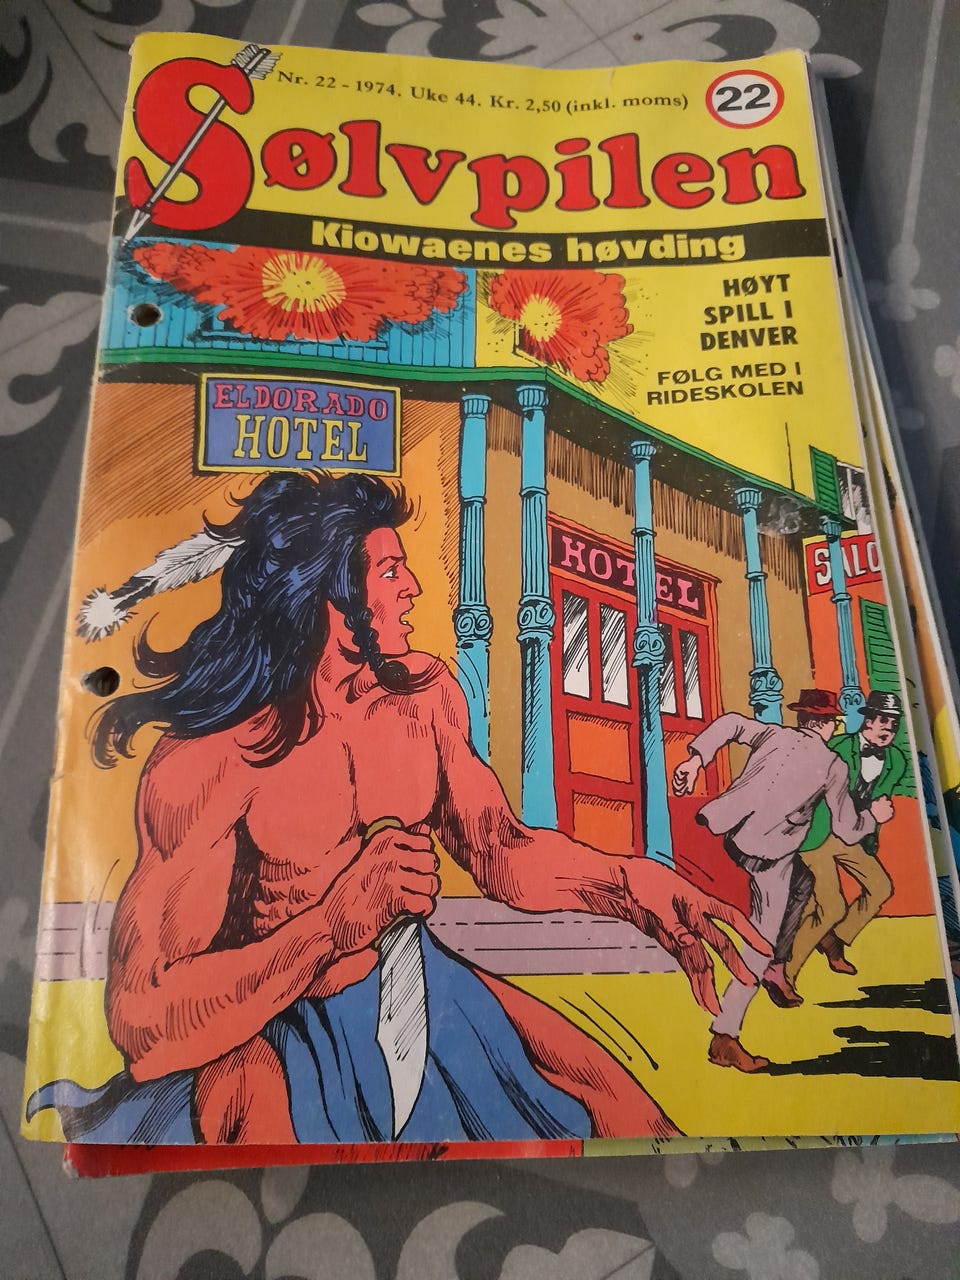 Nr. 22 - 1974. Uke 44. Kr. 2,50 (inkl. moms)
22
Sølvpilen
Kiowaenes høvding
HØYT
SPILL I
DENVER
FØLG MED I
RIDESKOLEN
ELDORADO
HOTEL
HOTEL
SALO